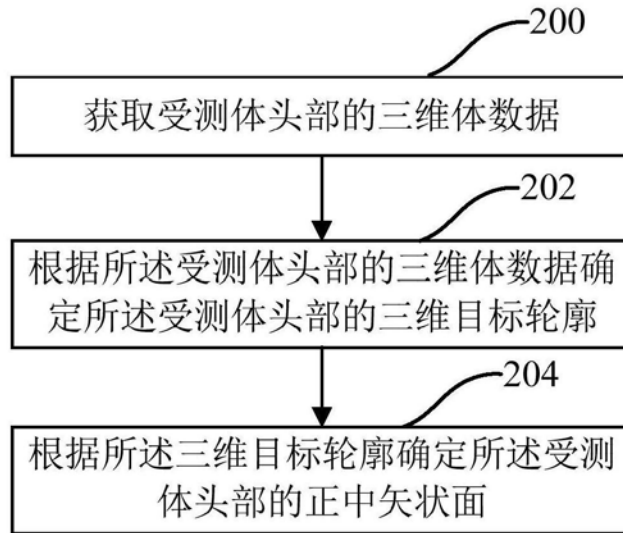 200
获取受测体头部的三维体数据
202
根据所述受测体头部的三维体数据确
定所述受测体头部的三维目标轮廓
204
根据所述三维目标轮廓确定所述受测
体头部的正中矢状面